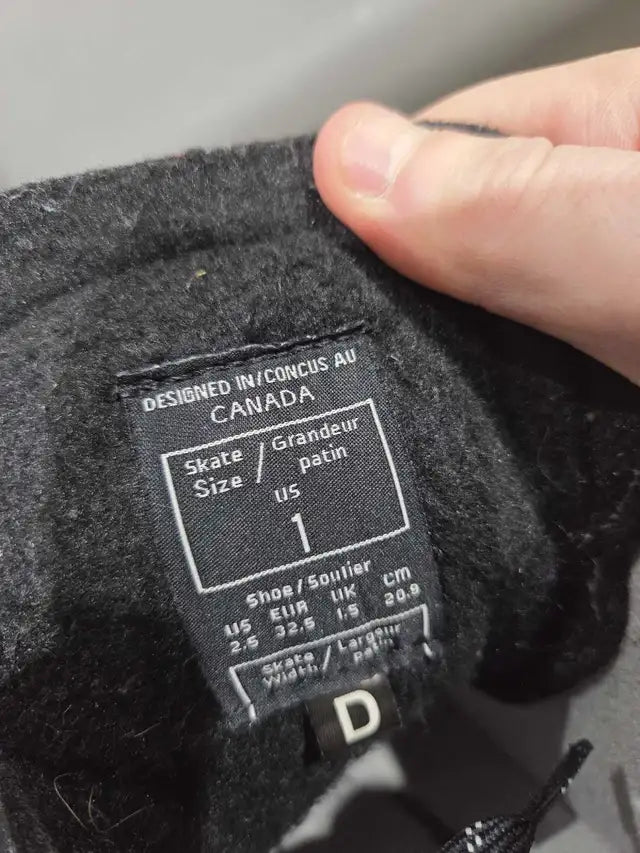 DESIGNED IN/CONCUS AU
CANADA
Skate Size / Grandeur patin
US
1
Shoe/Soulier
US EUR UK CM
2.5 32.5 1.5 20.9
Skate Width / Largeur Patin
D